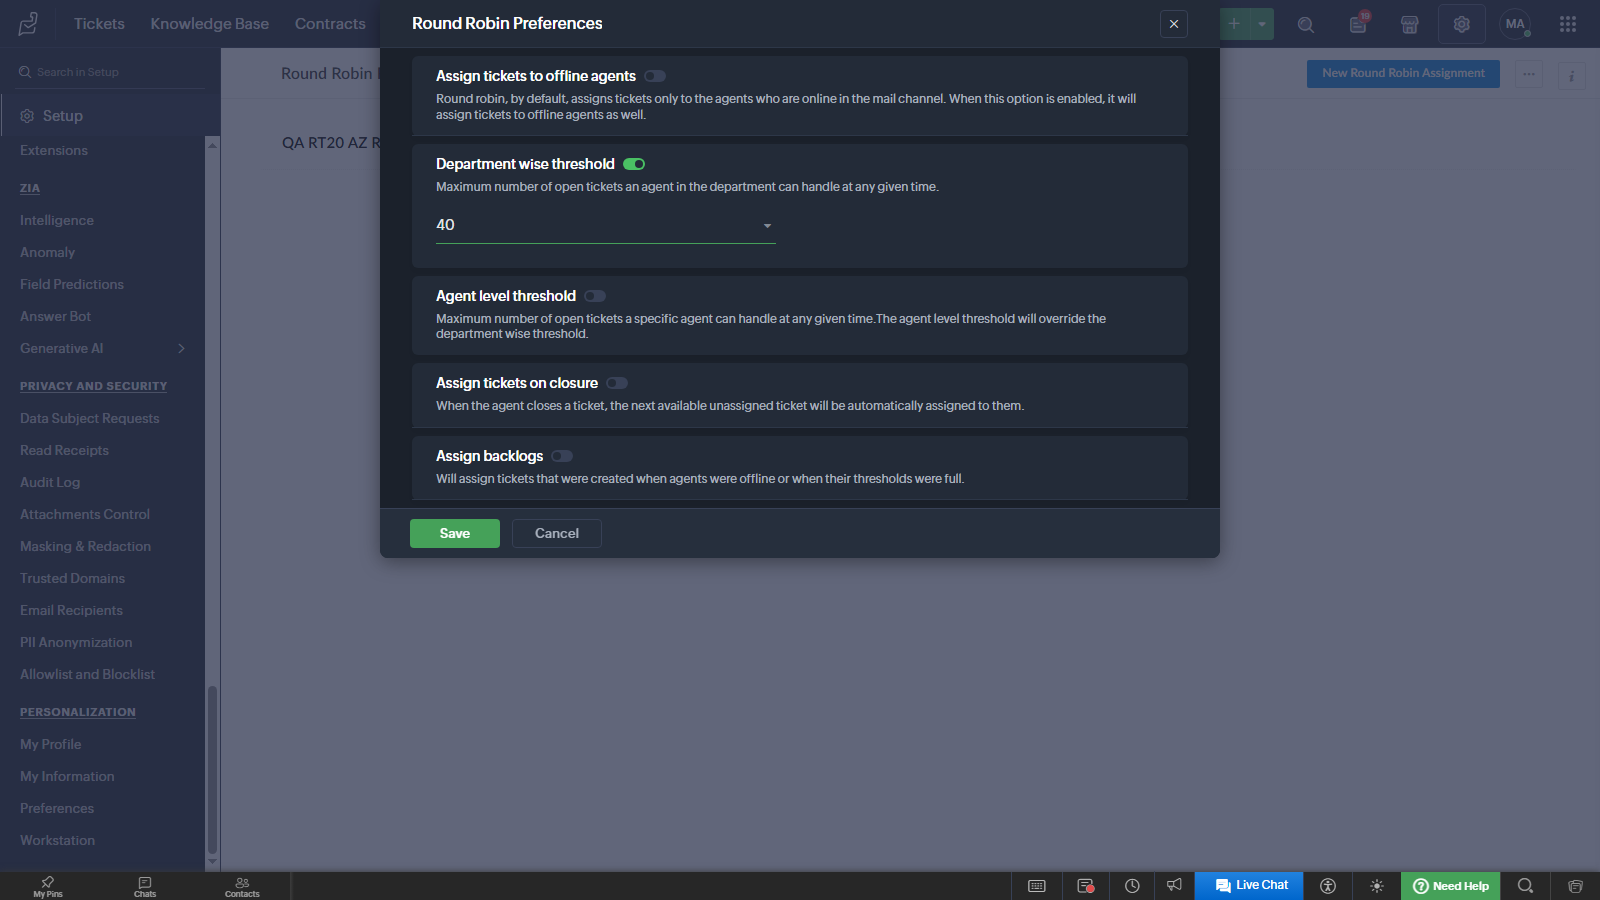 Tickets
Knowledge Base
Contracts
Round Robin Preferences
19
MA
Search in Setup
Setup
Extensions
ZIA
Intelligence
Anomaly
Field Predictions
Answer Bot
Generative AI
PRIVACY AND SECURITY
Data Subject Requests
Read Receipts
Audit Log
Attachments Control
Masking & Redaction
Trusted Domains
Email Recipients
PII Anonymization
Allowlist and Blocklist
PERSONALIZATION
My Profile
My Information
Preferences
Workstation
Round Robin
New Round Robin Assignment
QA RT20 AZ R
Assign tickets to offline agents
Round robin, by default, assigns tickets only to the agents who are online in the mail channel. When this option is enabled, it will
assign tickets to offline agents as well.
Department wise threshold
Maximum number of open tickets an agent in the department can handle at any given time.
40
Agent level threshold
Maximum number of open tickets a specific agent can handle at any given time.The agent level threshold will override the
department wise threshold.
Assign tickets on closure
When the agent closes a ticket, the next available unassigned ticket will be automatically assigned to them.
Assign backlogs
Will assign tickets that were created when agents were offline or when their thresholds were full.
Save
Cancel
My Pins
Chats
Contacts
Live Chat
Need Help